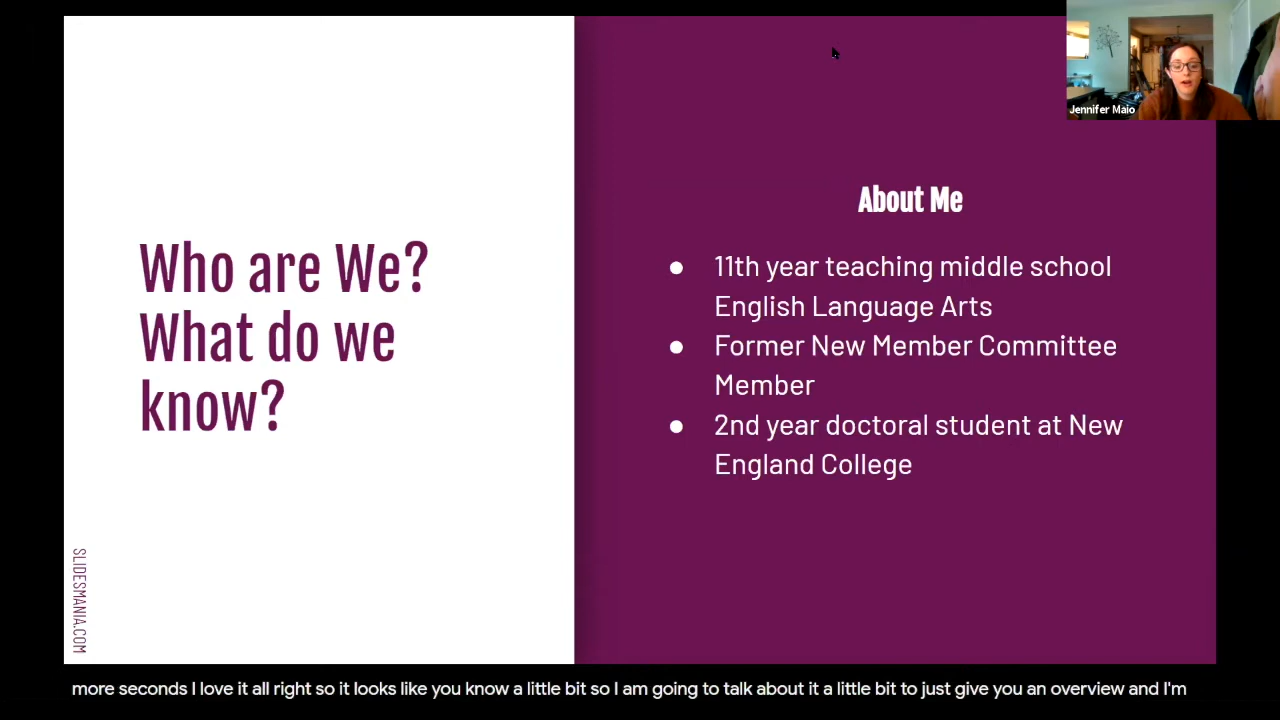 Jennifer Maio
Who are We?
What do we
know?
About Me
● 11th year teaching middle school
English Language Arts
● Former New Member Committee
Member
● 2nd year doctoral student at New
England College
SLIDESMANIA.COM
more seconds I love it all right so it looks like you know a little bit so I am going to talk about it a little bit to just give you an overview and I'm